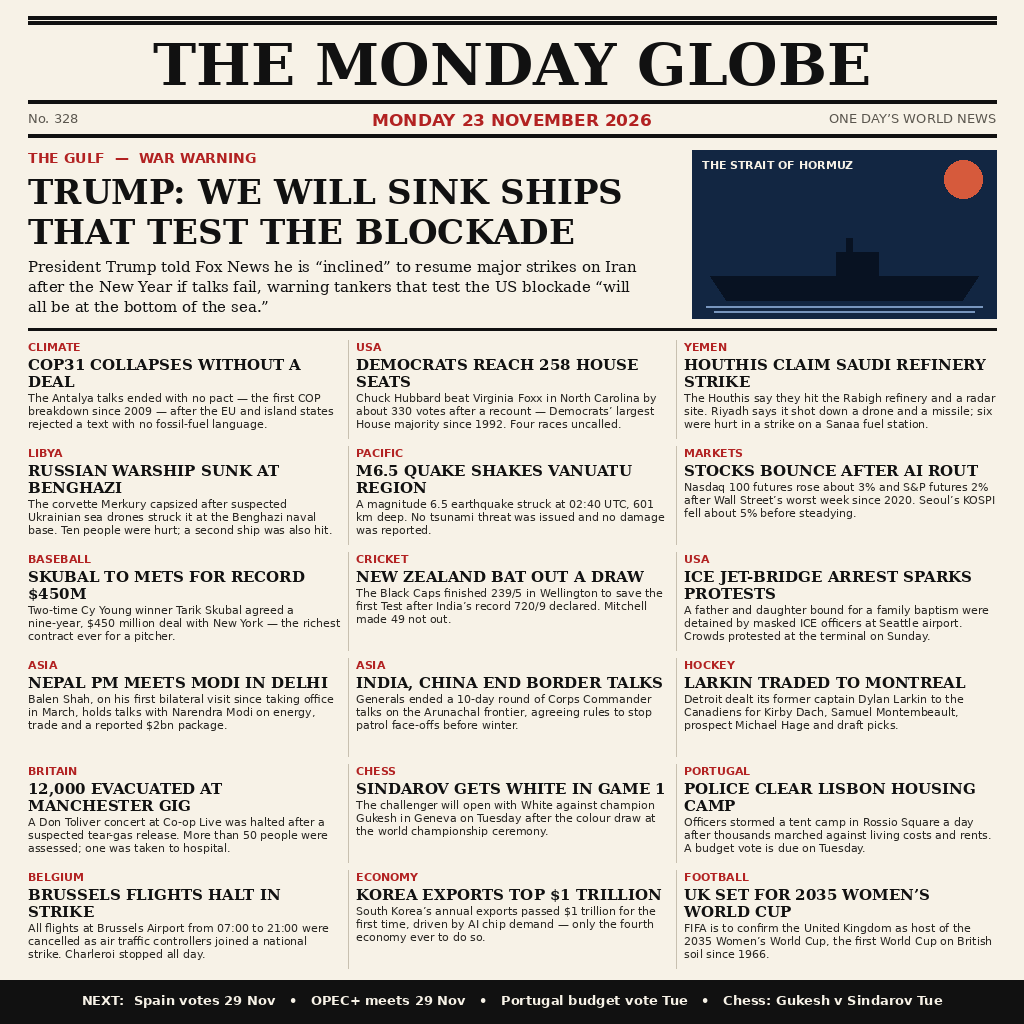 THE MONDAY GLOBE
No. 328
MONDAY 23 NOVEMBER 2026
ONE DAY’S WORLD NEWS
THE GULF — WAR WARNING
TRUMP: WE WILL SINK SHIPS
THAT TEST THE BLOCKADE
President Trump told Fox News he is “inclined” to resume major strikes on Iran
after the New Year if talks fail, warning tankers that test the US blockade “will
all be at the bottom of the sea.”
THE STRAIT OF HORMUZ
CLIMATE
COP31 COLLAPSES WITHOUT A
DEAL
The Antalya talks ended with no pact — the first COP
breakdown since 2009 — after the EU and island states
rejected a text with no fossil-fuel language.
USA
DEMOCRATS REACH 258 HOUSE
SEATS
Chuck Hubbard beat Virginia Foxx in North Carolina by
about 330 votes after a recount — Democrats’ largest
House majority since 1992. Four races uncalled.
YEMEN
HOUTHIS CLAIM SAUDI REFINERY
STRIKE
The Houthis say they hit the Rabigh refinery and a radar
site. Riyadh says it shot down a drone and a missile; six
were hurt in a strike on a Sanaa fuel station.
LIBYA
RUSSIAN WARSHIP SUNK AT
BENGHAZI
The corvette Merkury capsized after suspected
Ukrainian sea drones struck it at the Benghazi naval
base. Ten people were hurt; a second ship was also hit.
PACIFIC
M6.5 QUAKE SHAKES VANUATU
REGION
A magnitude 6.5 earthquake struck at 02:40 UTC, 601
km deep. No tsunami threat was issued and no damage
was reported.
MARKETS
STOCKS BOUNCE AFTER AI ROUT
Nasdaq 100 futures rose about 3% and S&P futures 2%
after Wall Street’s worst week since 2020. Seoul’s KOSPI
fell about 5% before steadying.
BASEBALL
SKUBAL TO METS FOR RECORD
$450M
Two-time Cy Young winner Tarik Skubal agreed a
nine-year, $450 million deal with New York — the richest
contract ever for a pitcher.
CRICKET
NEW ZEALAND BAT OUT A DRAW
The Black Caps finished 239/5 in Wellington to save the
first Test after India’s record 720/9 declared. Mitchell
made 49 not out.
USA
ICE JET-BRIDGE ARREST SPARKS
PROTESTS
A father and daughter bound for a family baptism were
detained by masked ICE officers at Seattle airport.
Crowds protested at the terminal on Sunday.
ASIA
NEPAL PM MEETS MODI IN DELHI
Balen Shah, on his first bilateral visit since taking office
in March, holds talks with Narendra Modi on energy,
trade and a reported $2bn package.
ASIA
INDIA, CHINA END BORDER TALKS
Generals ended a 10-day round of Corps Commander
talks on the Arunachal frontier, agreeing rules to stop
patrol face-offs before winter.
HOCKEY
LARKIN TRADED TO MONTREAL
Detroit dealt its former captain Dylan Larkin to the
Canadiens for Kirby Dach, Samuel Montembeault,
prospect Michael Hage and draft picks.
BRITAIN
12,000 EVACUATED AT
MANCHESTER GIG
A Don Toliver concert at Co-op Live was halted after a
suspected tear-gas release. More than 50 people were
assessed; one was taken to hospital.
CHESS
SINDAROV GETS WHITE IN GAME 1
The challenger will open with White against champion
Gukesh in Geneva on Tuesday after the colour draw at
the world championship ceremony.
PORTUGAL
POLICE CLEAR LISBON HOUSING
CAMP
Officers stormed a tent camp in Rossio Square a day
after thousands marched against living costs and rents.
A budget vote is due on Tuesday.
BELGIUM
BRUSSELS FLIGHTS HALT IN
STRIKE
All flights at Brussels Airport from 07:00 to 21:00 were
cancelled as air traffic controllers joined a national
strike. Charleroi stopped all day.
ECONOMY
KOREA EXPORTS TOP $1 TRILLION
South Korea’s annual exports passed $1 trillion for the
first time, driven by AI chip demand — only the fourth
economy ever to do so.
FOOTBALL
UK SET FOR 2035 WOMEN’S
WORLD CUP
FIFA is to confirm the United Kingdom as host of the
2035 Women’s World Cup, the first World Cup on British
soil since 1966.
NEXT: Spain votes 29 Nov • OPEC+ meets 29 Nov • Portugal budget vote Tue • Chess: Gukesh v Sindarov Tue